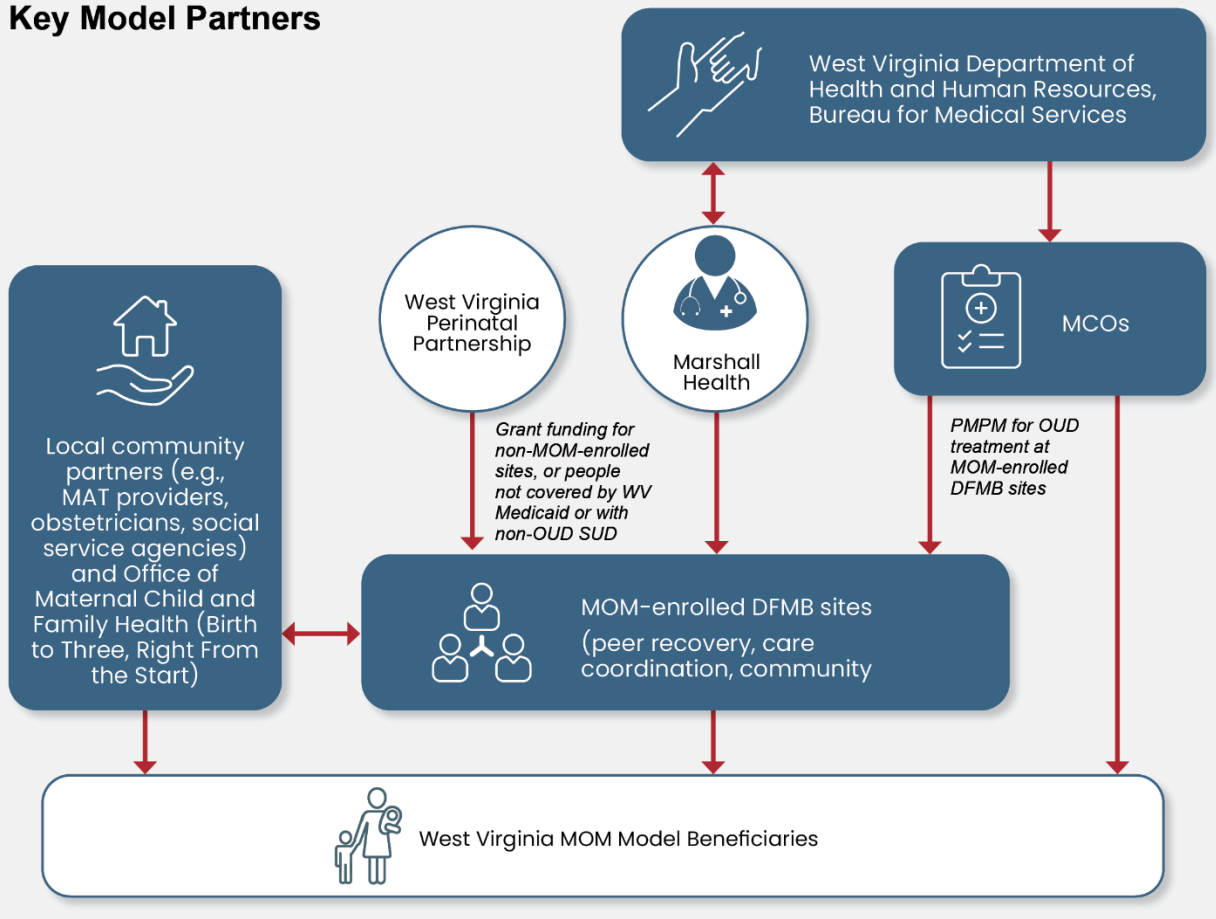 Key Model Partners
West Virginia Department of
Health and Human Resources,
Bureau for Medical Services
West Virginia
Perinatal
Partnership
Marshall
Health
MCOs
Local community
partners (e.g.,
MAT providers,
obstetricians, social
service agencies)
and Office of
Maternal Child and
Family Health (Birth
to Three, Right From
the Start)
Grant funding for
non-MOM-enrolled
sites, or people
not covered by WV
Medicaid or with
non-OUD SUD
PMPM for OUD
treatment at
MOM-enrolled
DFMB sites
MOM-enrolled DFMB sites
(peer recovery, care
coordination, community
West Virginia MOM Model Beneficiaries